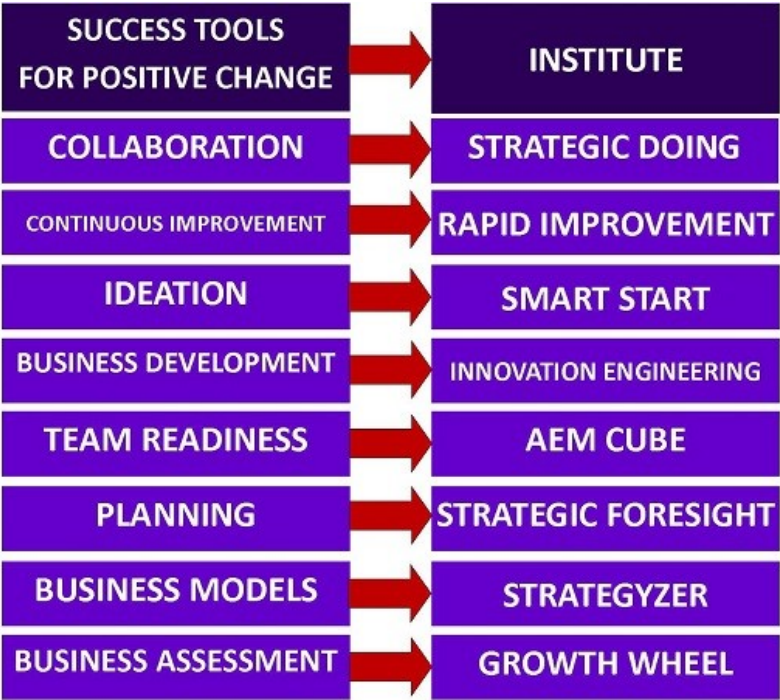 SUCCESS TOOLS
FOR POSITIVE CHANGE
INSTITUTE
COLLABORATION
STRATEGIC DOING
CONTINUOUS IMPROVEMENT
RAPID IMPROVEMENT
IDEATION
SMART START
BUSINESS DEVELOPMENT
INNOVATION ENGINEERING
TEAM READINESS
AEM CUBE
PLANNING
STRATEGIC FORESIGHT
BUSINESS MODELS
STRATEGYZER
BUSINESS ASSESSMENT
GROWTH WHEEL